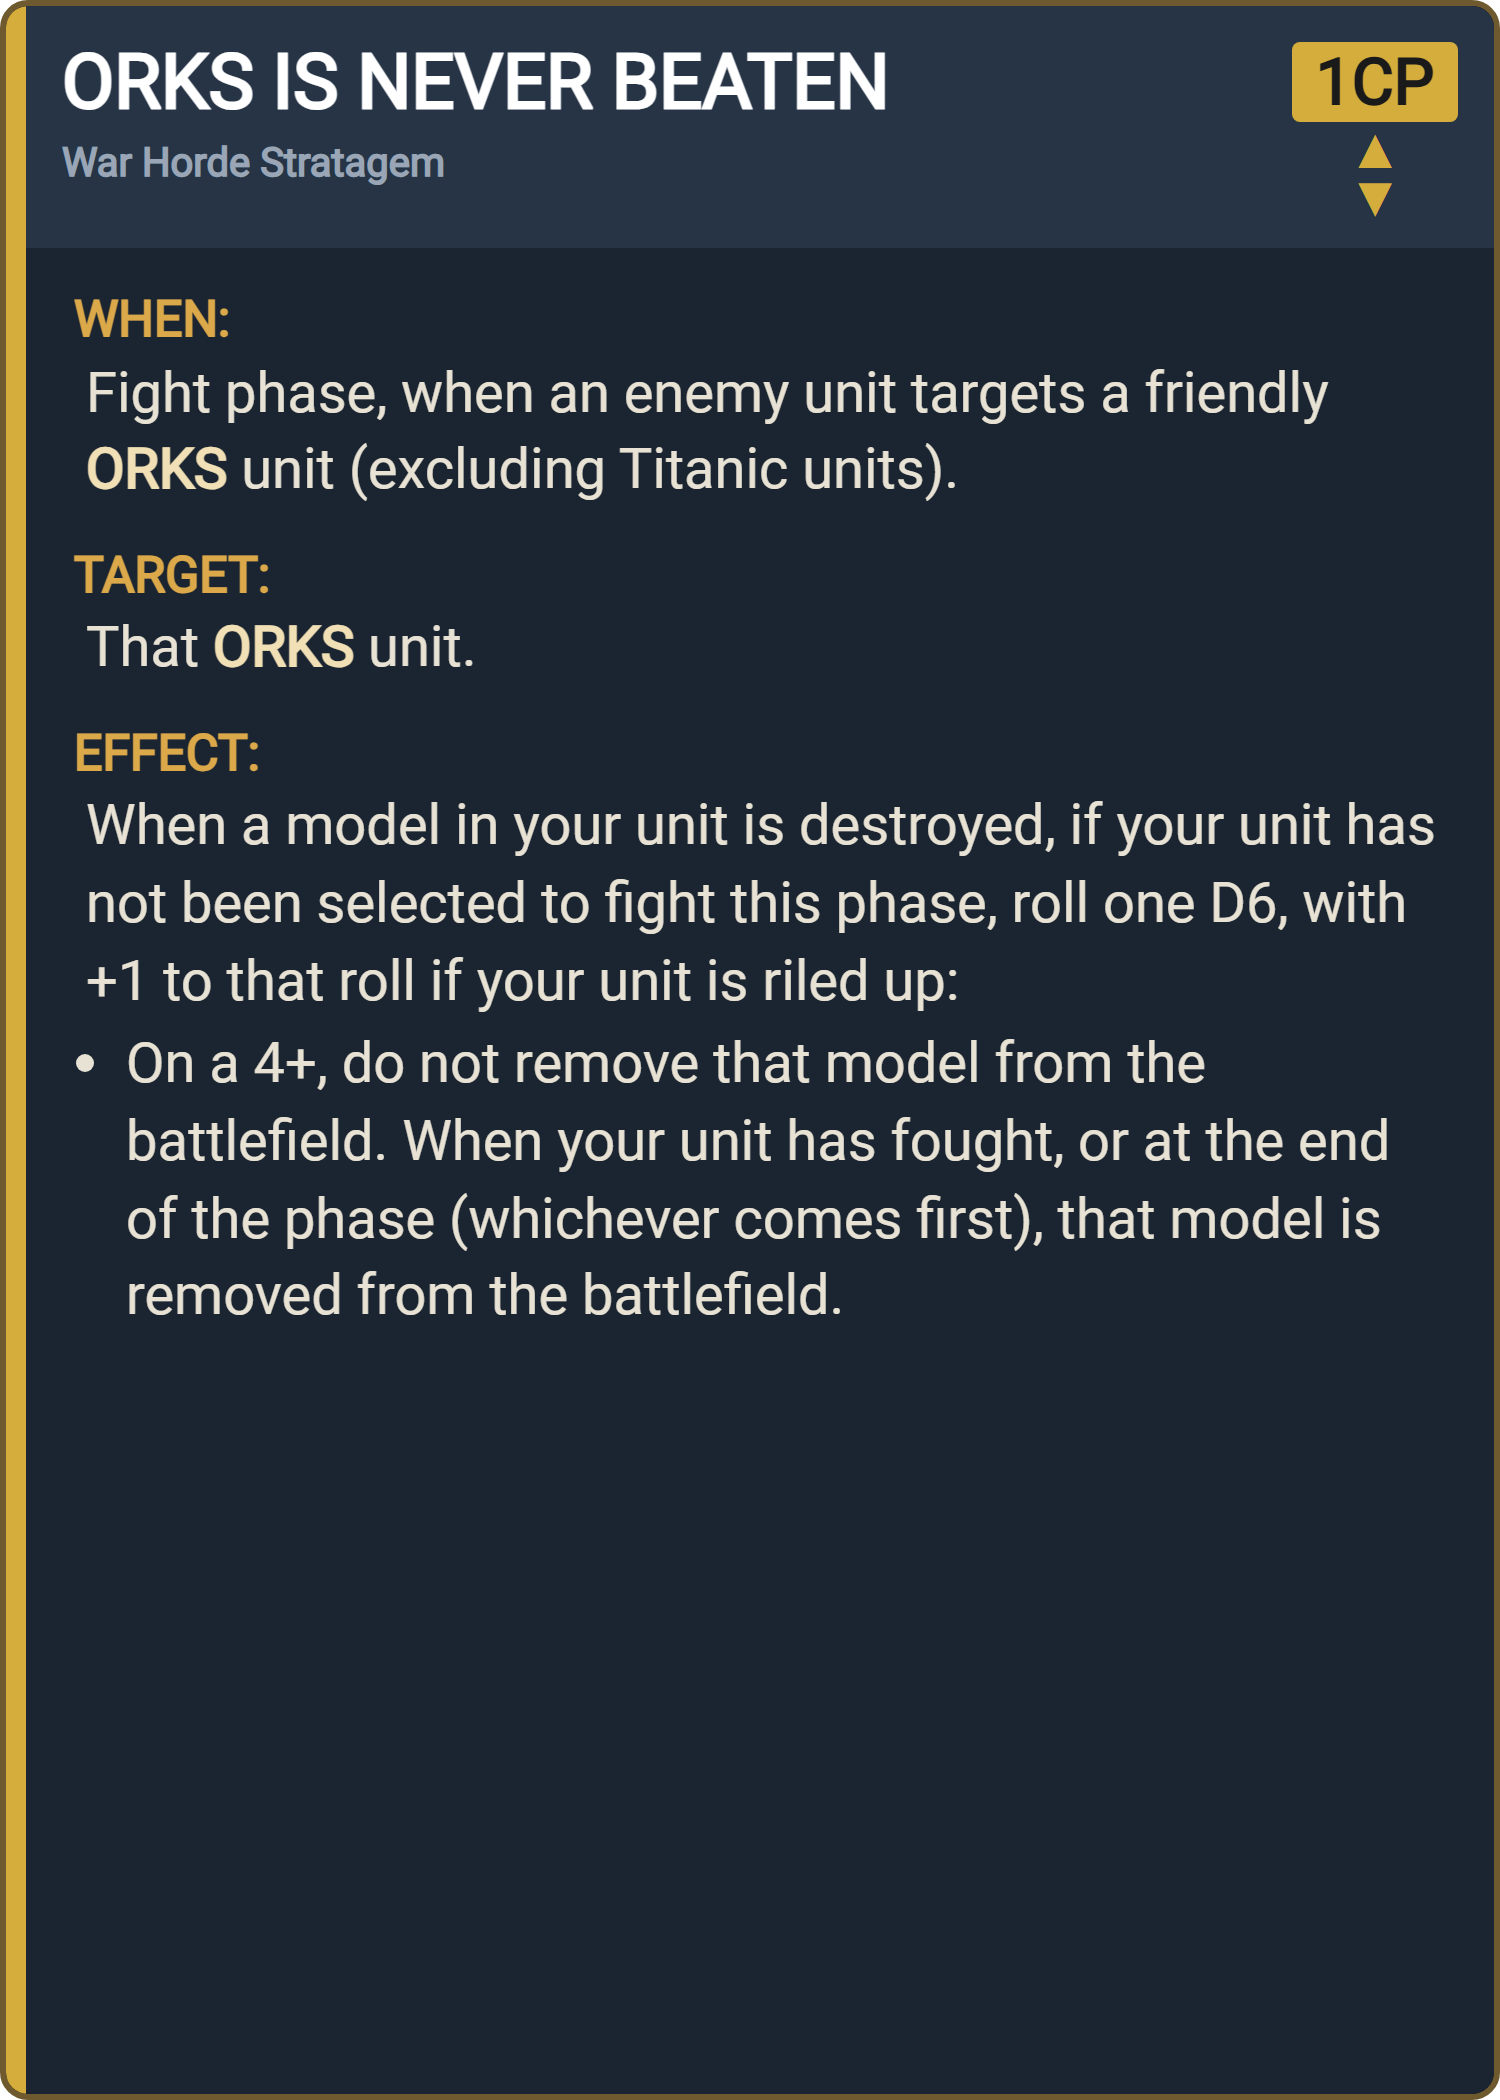 ORKS IS NEVER BEATEN
1CP
War Horde Stratagem
▲
▼
WHEN:
Fight phase, when an enemy unit targets a friendly
ORKS unit (excluding Titanic units).
TARGET:
That ORKS unit.
EFFECT:
When a model in your unit is destroyed, if your unit has
not been selected to fight this phase, roll one D6, with
+1 to that roll if your unit is riled up:
• On a 4+, do not remove that model from the
battlefield. When your unit has fought, or at the end
of the phase (whichever comes first), that model is
removed from the battlefield.